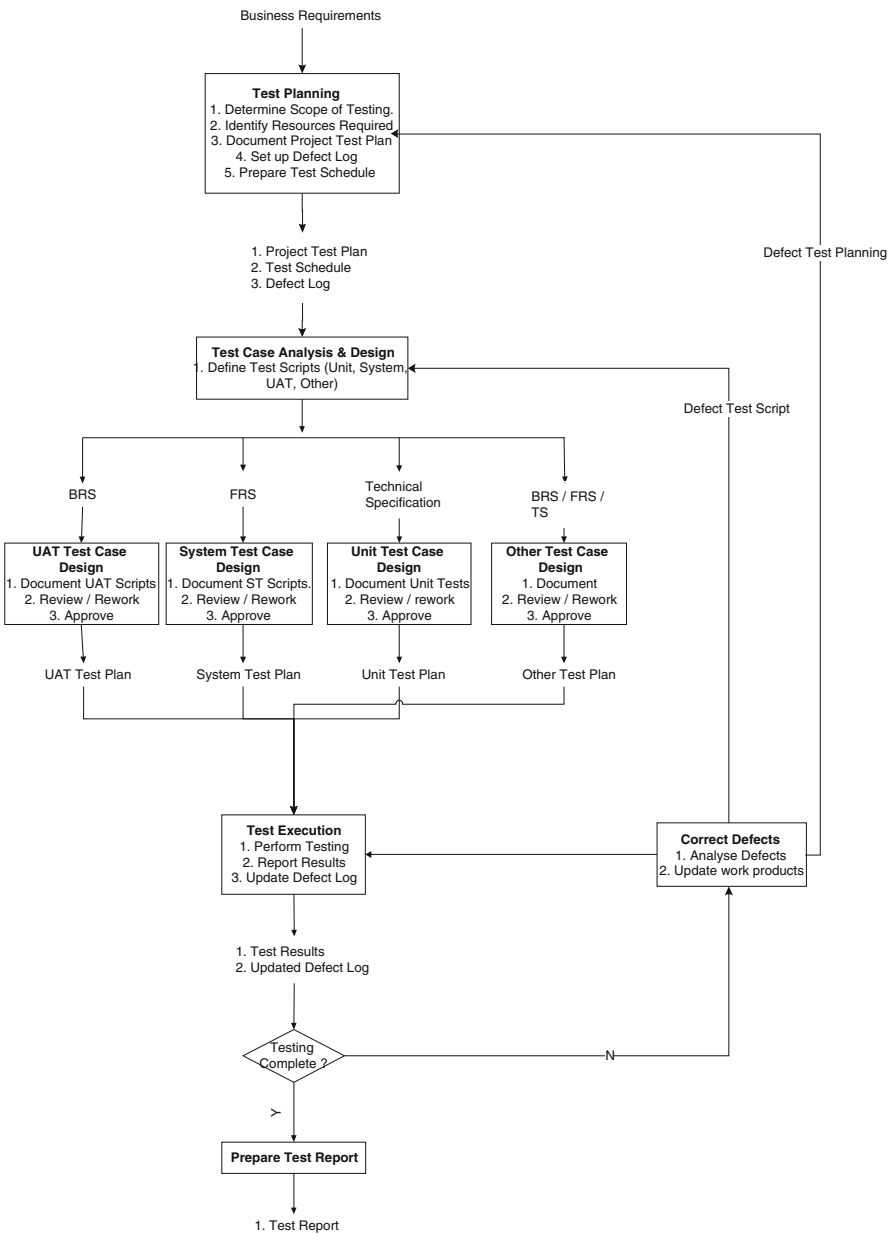 Business Requirements
Test Planning
1. Determine Scope of Testing.
2. Identify Resources Required
3. Document Project Test Plan
4. Set up Defect Log
5. Prepare Test Schedule
Defect Test Planning
1. Project Test Plan
2. Test Schedule
3. Defect Log
Test Case Analysis & Design
1. Define Test Scripts (Unit, System,
UAT, Other)
Defect Test Script
BRS
FRS
Technical
Specification
BRS / FRS /
TS
UAT Test Case
Design
1. Document UAT Scripts
2. Review / Rework
3. Approve
System Test Case
Design
1. Document ST Scripts.
2. Review / Rework
3. Approve
Unit Test Case
Design
1. Document Unit Tests
2. Review / rework
3. Approve
Other Test Case
Design
1. Document
2. Review / Rework
3. Approve
UAT Test Plan
System Test Plan
Unit Test Plan
Other Test Plan
Test Execution
1. Perform Testing
2. Report Results
3. Update Defect Log
Correct Defects
1. Analyse Defects
2. Update work products
1. Test Results
2. Updated Defect Log
Testing
Complete ?
N
Y
Prepare Test Report
1. Test Report